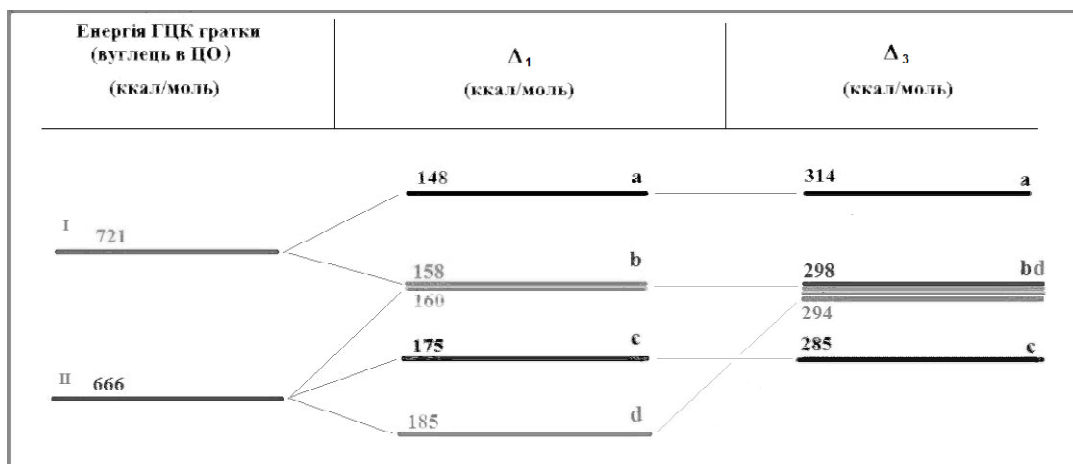 Енергія ГЦК гратки
(вуглець в ЦО)
(ккал/моль)
Δ1
(ккал/моль)
Δ3
(ккал/моль)
I
721
II
666
148 a
158 b
160
175 c
185 d
314 a
298 bd
294
285 c